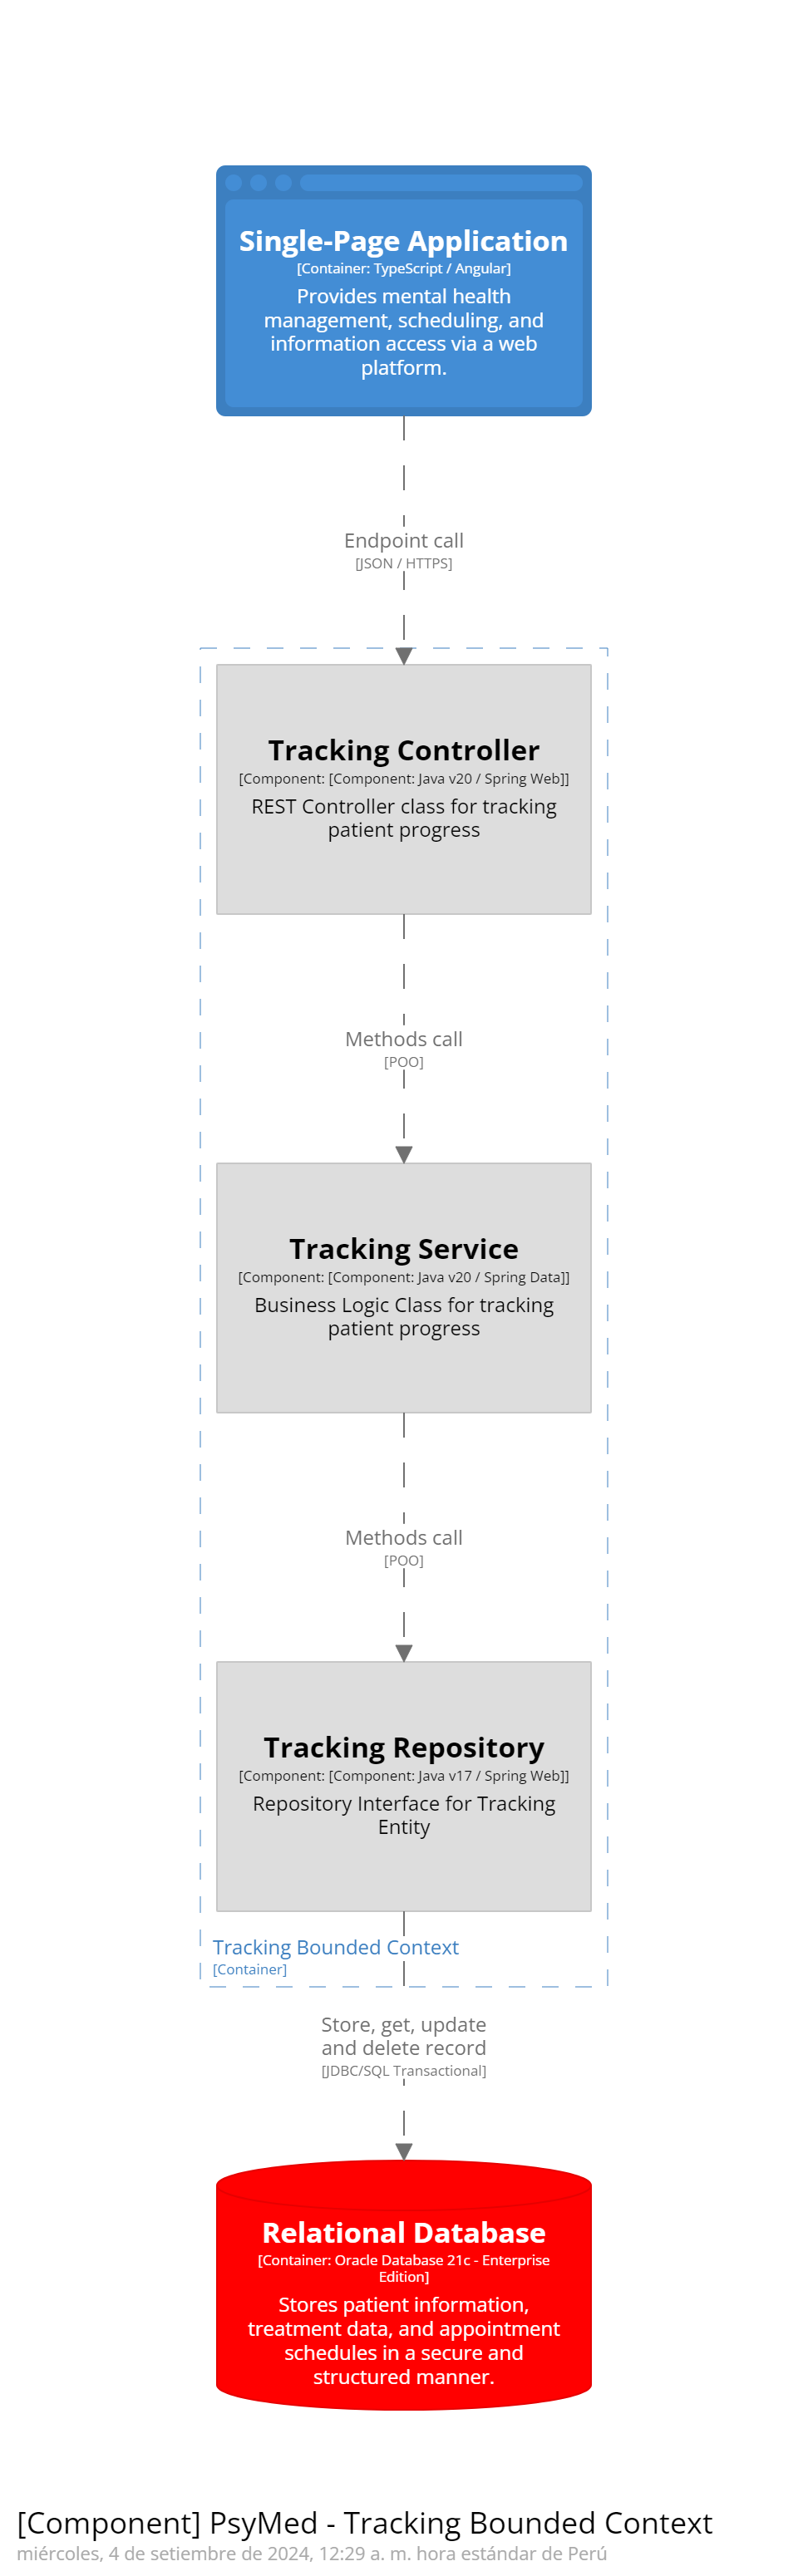 Single-Page Application
[Container: TypeScript / Angular]
Provides mental health
management, scheduling, and
information access via a web
platform.
Endpoint call
[JSON / HTTPS]
Tracking Controller
[Component: [Component: Java v20 / Spring Web]]
REST Controller class for tracking
patient progress
Methods call
[POO]
Tracking Service
[Component: [Component: Java v20 / Spring Data]]
Business Logic Class for tracking
patient progress
Methods call
[POO]
Tracking Repository
[Component: [Component: Java v17 / Spring Web]]
Repository Interface for Tracking
Entity
Tracking Bounded Context
[Container]
Store, get, update
and delete record
[JDBC/SQL Transactional]
Relational Database
[Container: Oracle Database 21c - Enterprise
Edition]
Stores patient information,
treatment data, and appointment
schedules in a secure and
structured manner.
[Component] PsyMed - Tracking Bounded Context
miércoles, 4 de setiembre de 2024, 12:29 a. m. hora estándar de Perú